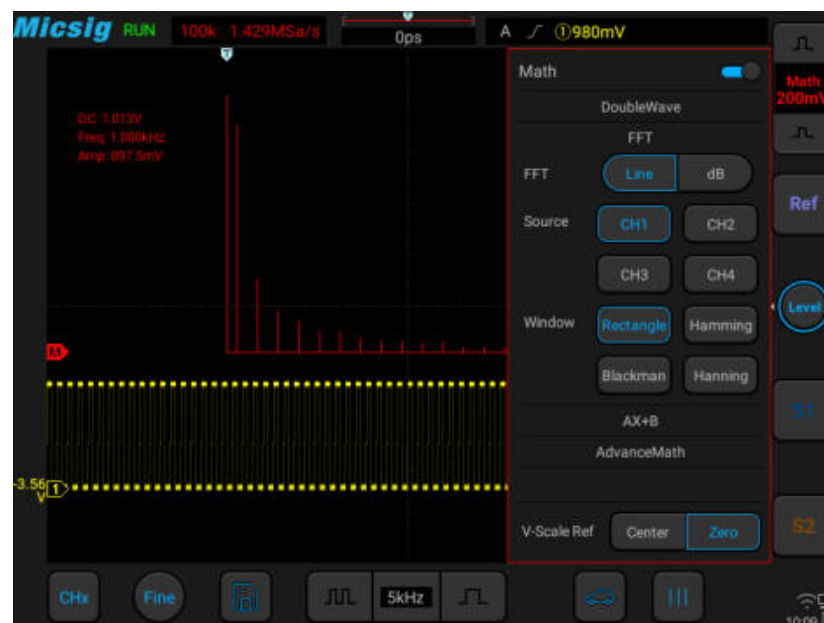 Micsig RUN 100k 1.429MSa/s 0ps A ①980mV
T
Math
Math
200mV
DoubleWave
DC: 1.013V
Freq: 1.000kHz
Amp: 897.5mV
FFT
FFT Line dB
Source CH1 CH2
Ref
CH3 CH4
Level
Window Rectangle Hamming
M
Blackman Hanning
AX+B
S1
AdvanceMath
-3.56
V
1
V-Scale Ref Center Zero
S2
CHx Fine 5kHz
10:09